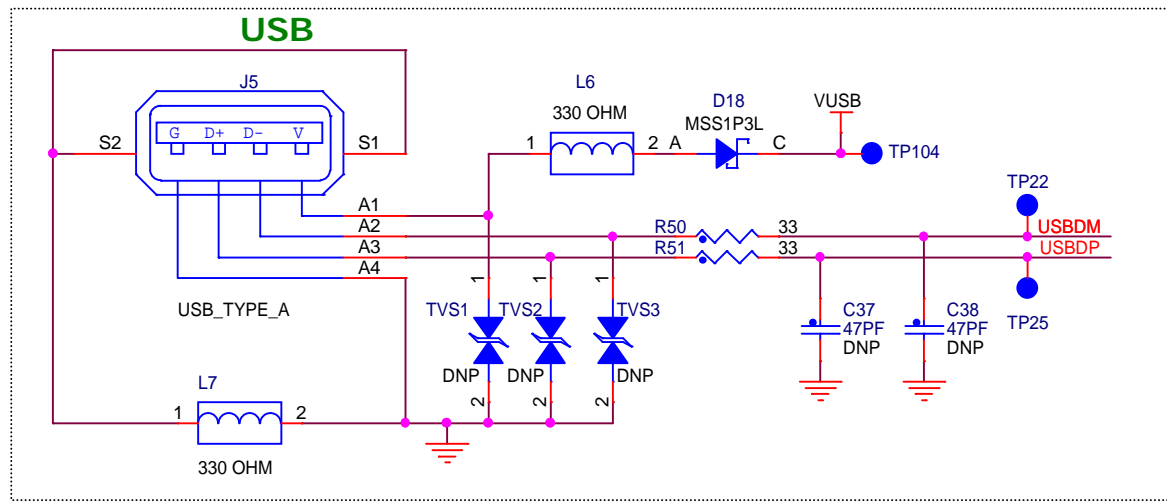 USB
J5
G D+ D- V
S2
S1
A1
A2
A3
A4
USB_TYPE_A
L6
330 OHM
1
2
A
D18
MSS1P3L
C
VUSB
TP104
TP22
R50
33
USBDM
R51
33
USBDP
TP25
1
1
1
TVS1
TVS2
TVS3
DNP
DNP
DNP
2
2
2
C37
47PF
DNP
C38
47PF
DNP
L7
1
2
330 OHM